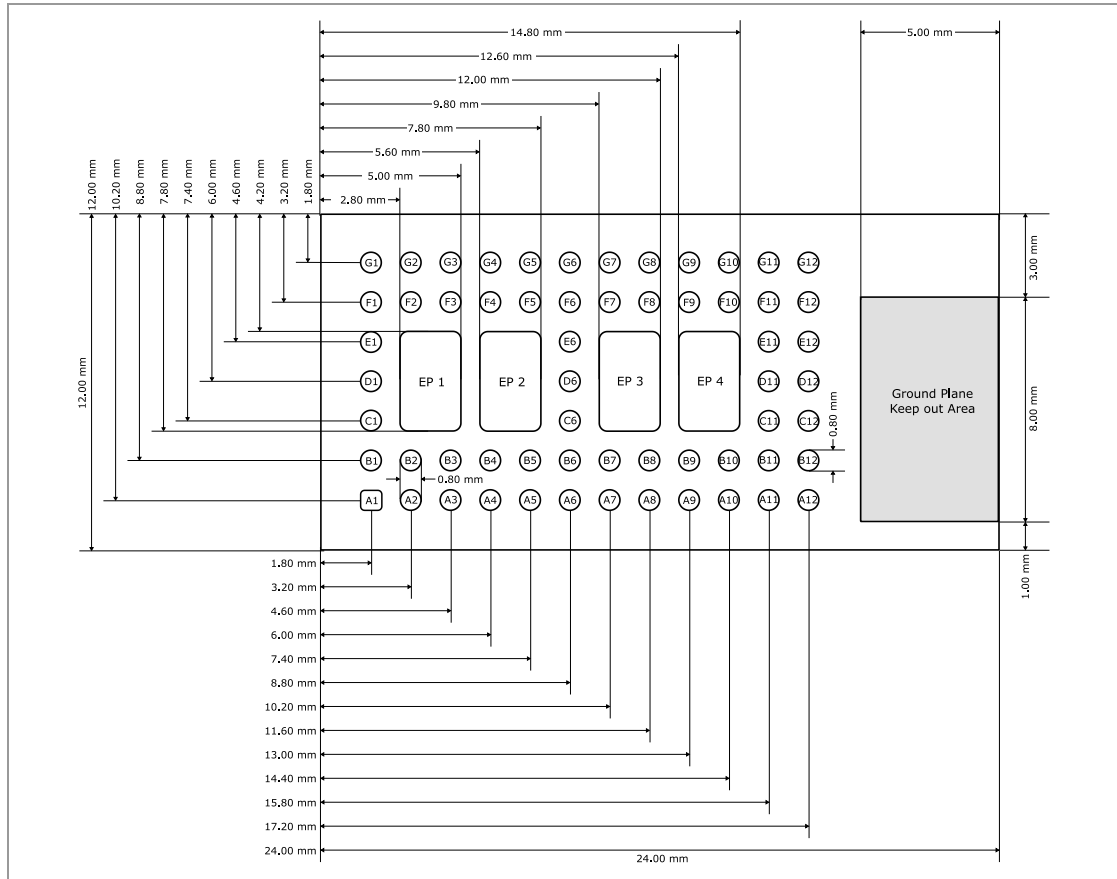 14.80 mm
5.00 mm
12.60 mm
12.00 mm
9.80 mm
7.80 mm
5.60 mm
5.00 mm
2.80 mm
12.00 mm
10.20 mm
8.80 mm
7.80 mm
7.40 mm
6.00 mm
4.60 mm
4.20 mm
3.20 mm
1.80 mm
3.00 mm
G1 G2 G3 G4 G5 G6 G7 G8 G9 G10 G11 G12
F1 F2 F3 F4 F5 F6 F7 F8 F9 F10 F11 F12
E1 E6 E11 E12
D1 EP 1 EP 2 D6 EP 3 EP 4 D11 D12
C1 C6 C11 C12
B1 B2 B3 B4 B5 B6 B7 B8 B9 B10 B11 B12
A1 A2 A3 A4 A5 A6 A7 A8 A9 A10 A11 A12
12.00 mm
0.80 mm
0.80 mm
Ground Plane
Keep out Area
8.00 mm
1.00 mm
1.80 mm
3.20 mm
4.60 mm
6.00 mm
7.40 mm
8.80 mm
10.20 mm
11.60 mm
13.00 mm
14.40 mm
15.80 mm
17.20 mm
24.00 mm
24.00 mm